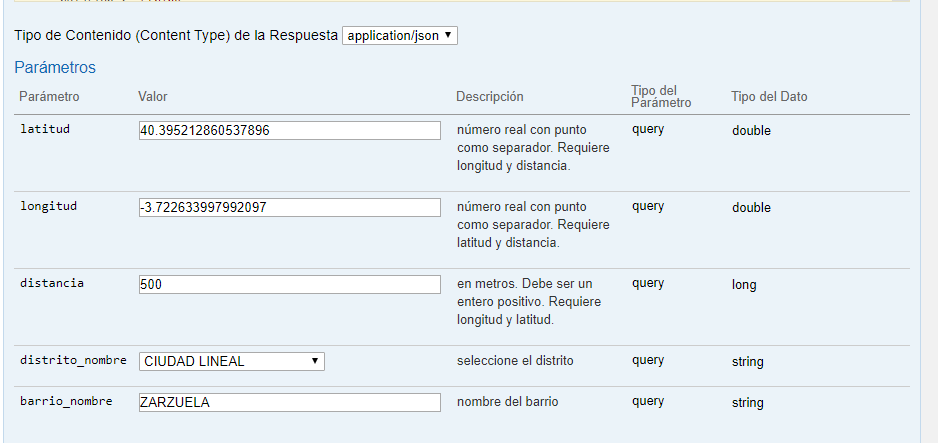 Tipo de Contenido (Content Type) de la Respuesta application/json
Parámetros
Parámetro Valor Descripción Tipo del Parámetro Tipo del Dato
latitud 40.395212860537896 número real con punto query double
como separador. Requiere
longitud y distancia.
longitud -3.722633997992097 número real con punto query double
como separador. Requiere
latitud y distancia.
distancia 500 en metros. Debe ser un query long
entero positivo. Requiere
longitud y latitud.
distrito_nombre CIUDAD LINEAL seleccione el distrito query string
barrio_nombre ZARZUELA nombre del barrio query string